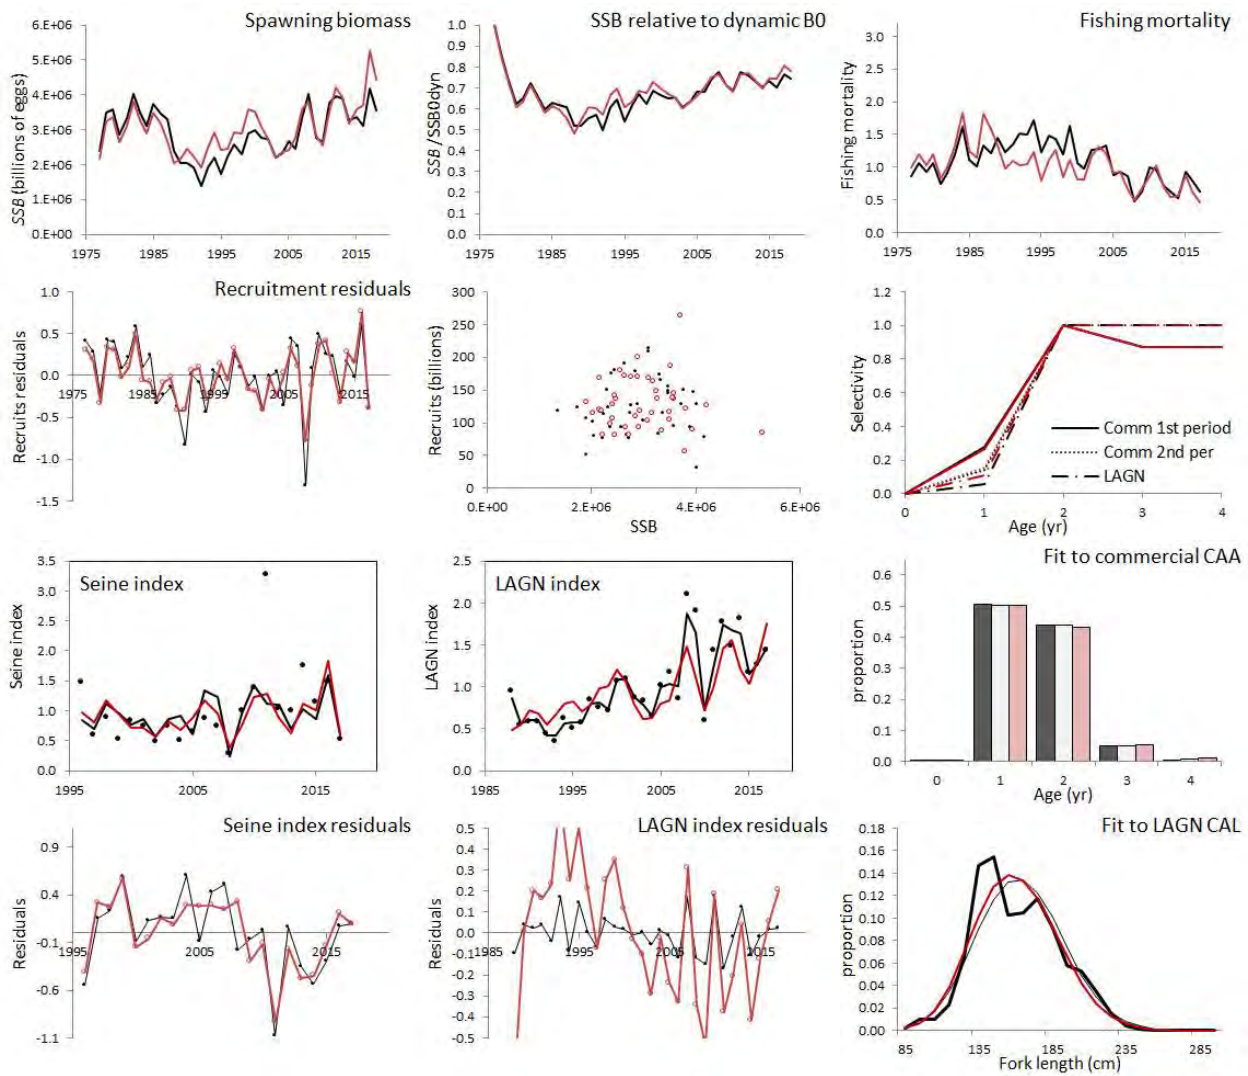 Spawning biomass
SSB (billions of eggs)
6.E+06
5.E+06
4.E+06
3.E+06
2.E+06
1.E+06
0.E+00
1975 1985 1995 2005 2015
SSB relative to dynamic B0
SSB/SSB0dyn
1.0
0.9
0.8
0.7
0.6
0.5
0.4
0.3
0.2
0.1
0.0
1975 1985 1995 2005 2015
Fishing mortality
Fishing mortality
3.0
2.5
2.0
1.5
1.0
0.5
0.0
1975 1985 1995 2005 2015
Recruitment residuals
Recruits residuals
1.0
0.5
0.0
-0.5
-1.0
-1.5
1975 1985 1995 2005 2015
Recruits (billions)
300
250
200
150
100
50
0
0.E+00 2.E+06 4.E+06 6.E+06
SSB
Selectivity
1.2
1.0
0.8
0.6
0.4
0.2
0.0
Comm 1st period
Comm 2nd per
LAGN
0 1 2 3 4
Age (yr)
Seine index
Seine index
3.5
3.0
2.5
2.0
1.5
1.0
0.5
0.0
1995 2005 2015
LAGN index
LAGN index
2.5
2.0
1.5
1.0
0.5
0.0
1985 1995 2005 2015
Fit to commercial CAA
proportion
0.6
0.5
0.4
0.3
0.2
0.1
0.0
0 1 2 3 4
Age (yr)
Seine index residuals
Residuals
0.9
0.4
-0.1
-0.6
-1.1
1995 2005 2015
LAGN index residuals
Residuals
0.5
0.4
0.3
0.2
0.1
0.0
-0.1
-0.2
-0.3
-0.4
-0.5
1985 1995 2005 2015
Fit to LAGN CAL
proportion
0.18
0.16
0.14
0.12
0.10
0.08
0.06
0.04
0.02
0.00
85 135 185 235 285
Fork length (cm)